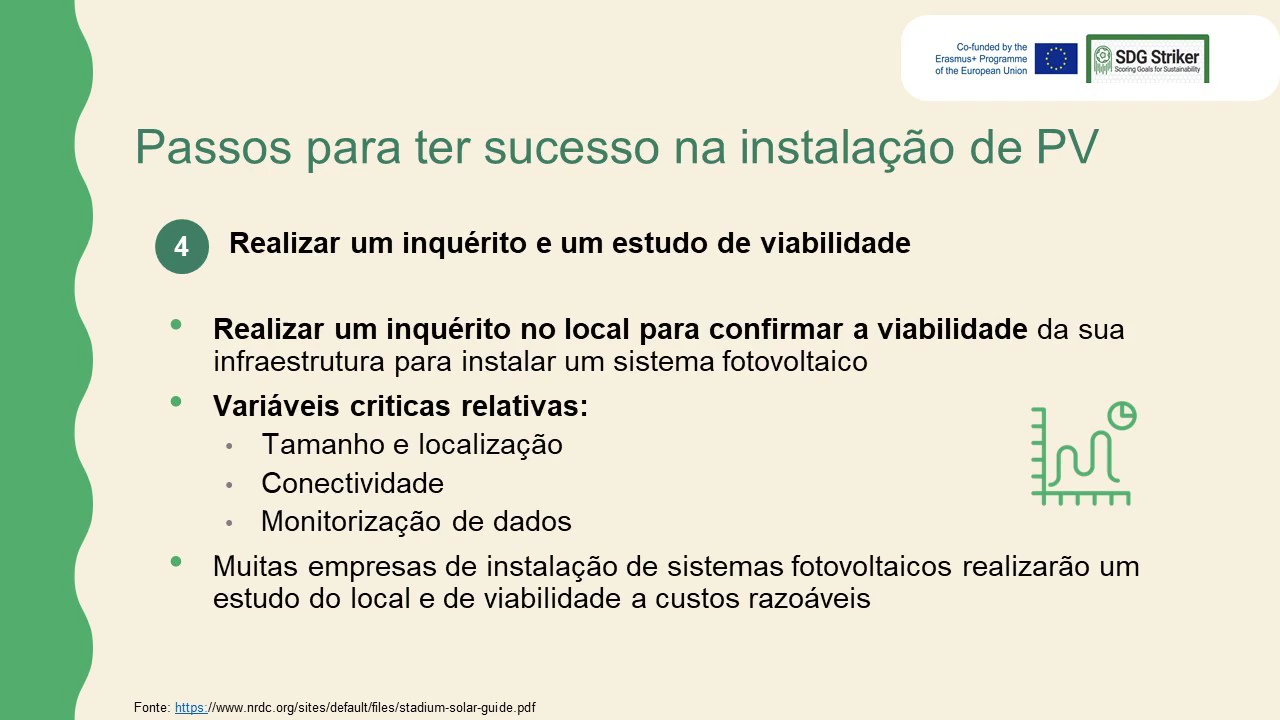 Co-funded by the
Erasmus+ Programme
of the European Union
SDG Striker
Scoring Goals for Sustainability
Passos para ter sucesso na instalação de PV
4
Realizar um inquérito e um estudo de viabilidade
• Realizar um inquérito no local para confirmar a viabilidade da sua
infraestrutura para instalar um sistema fotovoltaico
• Variáveis criticas relativas:
• Tamanho e localização
• Conectividade
• Monitorização de dados
• Muitas empresas de instalação de sistemas fotovoltaicos realizarão um
estudo do local e de viabilidade a custos razoáveis
Fonte: https://www.nrdc.org/sites/default/files/stadium-solar-guide.pdf